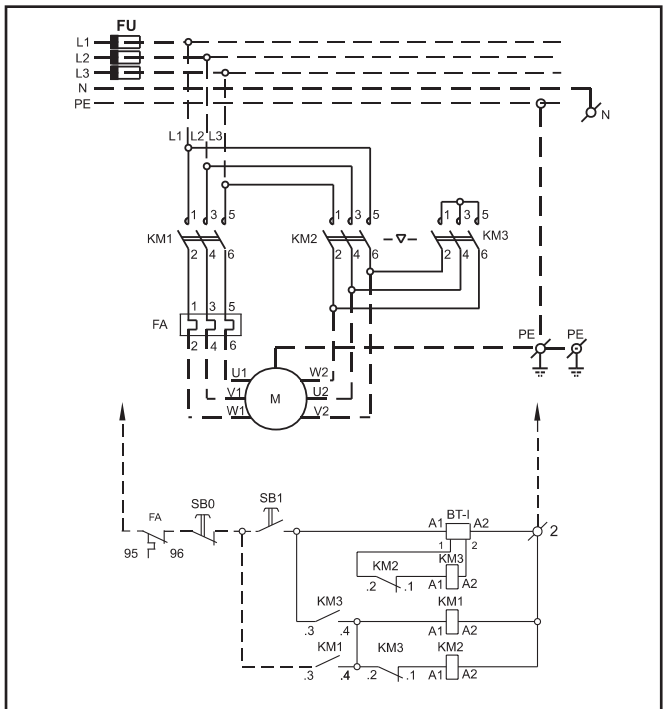 FU
L1
L2
L3
N
PE
N
L1 L2 L3
1 3 5 1 3 5 1 3 5
KM1 KM2 KM3
2 4 6 2 4 6 2 4 6
1 3 5
FA
2 4 6
PE PE
U1 W2
V1 M U2
W1 V2
FA SB0 SB1 BT-I
A1 A2 2
95 96
1 2
KM2 KM3
.2 .1 A1 A2
KM3 KM1
.3 .4 A1 A2
KM1 KM3 KM2
.3 .4 .2 .1 A1 A2